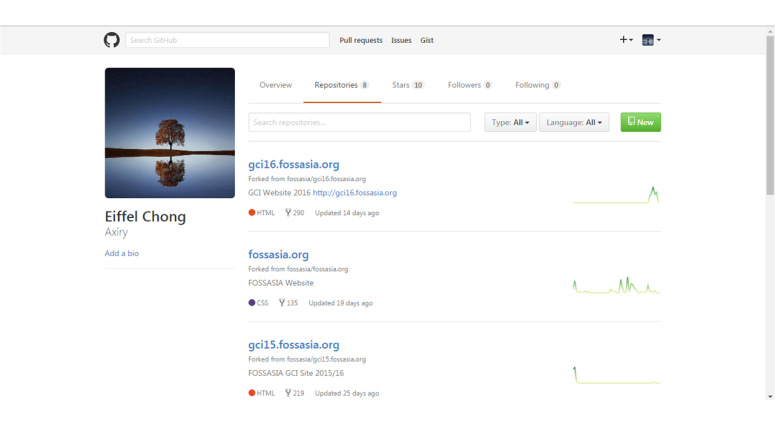 Search GitHub
Pull requests Issues Gist
Overview Repositories 8 Stars 10 Followers 0 Following 0
Search repositories...
Type: All
Language: All
New
gci16.fossasia.org
Forked from fossasia/gci16.fossasia.org
GCI Website 2016 http://gci16.fossasia.org
HTML 290 Updated 14 days ago
Eiffel Chong
Axiry
Add a bio
fossasia.org
Forked from fossasia/fossasia.org
FOSSASIA Website
CSS 135 Updated 19 days ago
gci15.fossasia.org
Forked from fossasia/gci15.fossasia.org
FOSSASIA GCI Site 2015/16
HTML 219 Updated 25 days ago